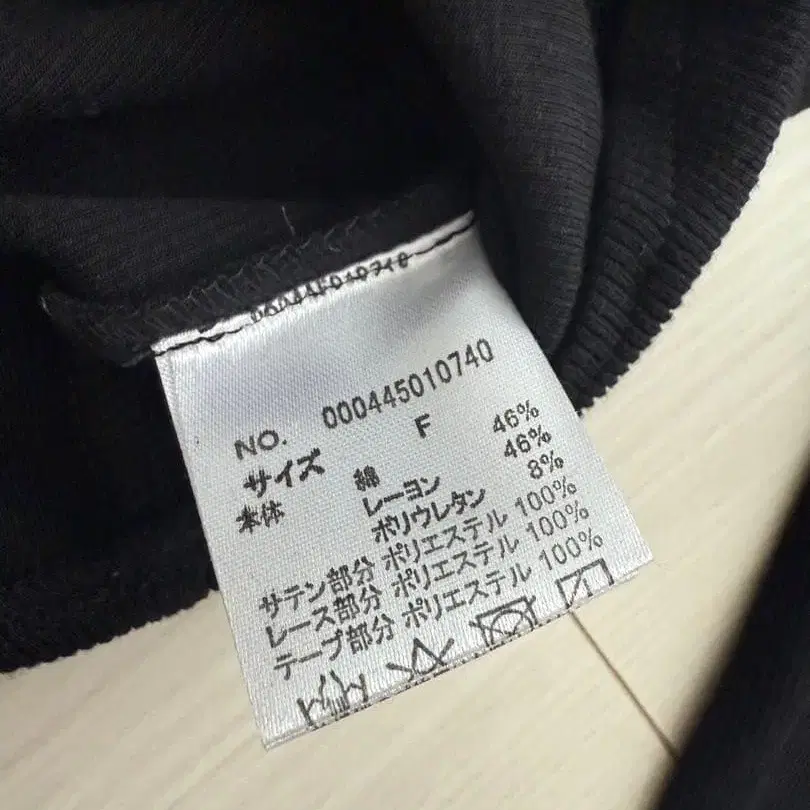 NO. 000445010740
サイズ F
本体 綿 46%
レーヨン 46%
ポリウレタン 8%
サテン部分 ポリエステル 100%
レース部分 ポリエステル 100%
テープ部分 ポリエステル 100%